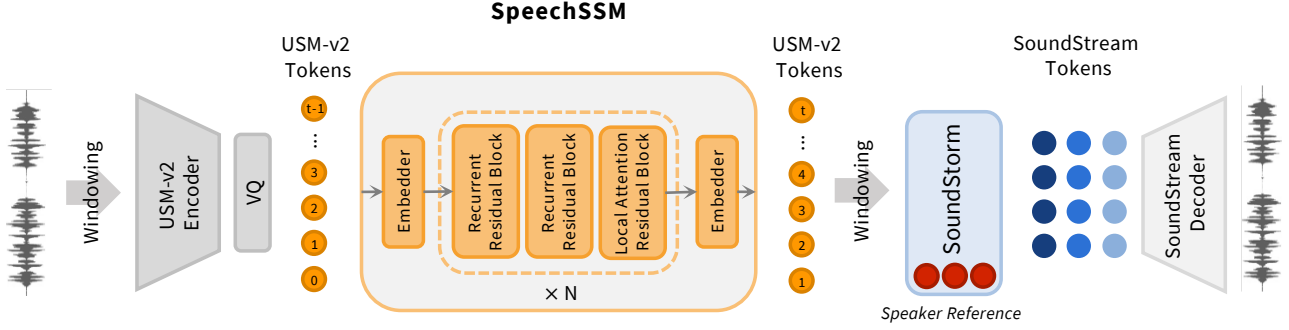 SpeechSSM
Windowing
USM-v2
Encoder
VQ
USM-v2
Tokens
t-1
...
3
2
1
0
Embedder
Recurrent
Residual Block
Recurrent
Residual Block
Local Attention
Residual Block
Embedder
× N
USM-v2
Tokens
t
...
4
3
2
1
Windowing
SoundStorm
Speaker Reference
SoundStream
Tokens
SoundStream
Decoder